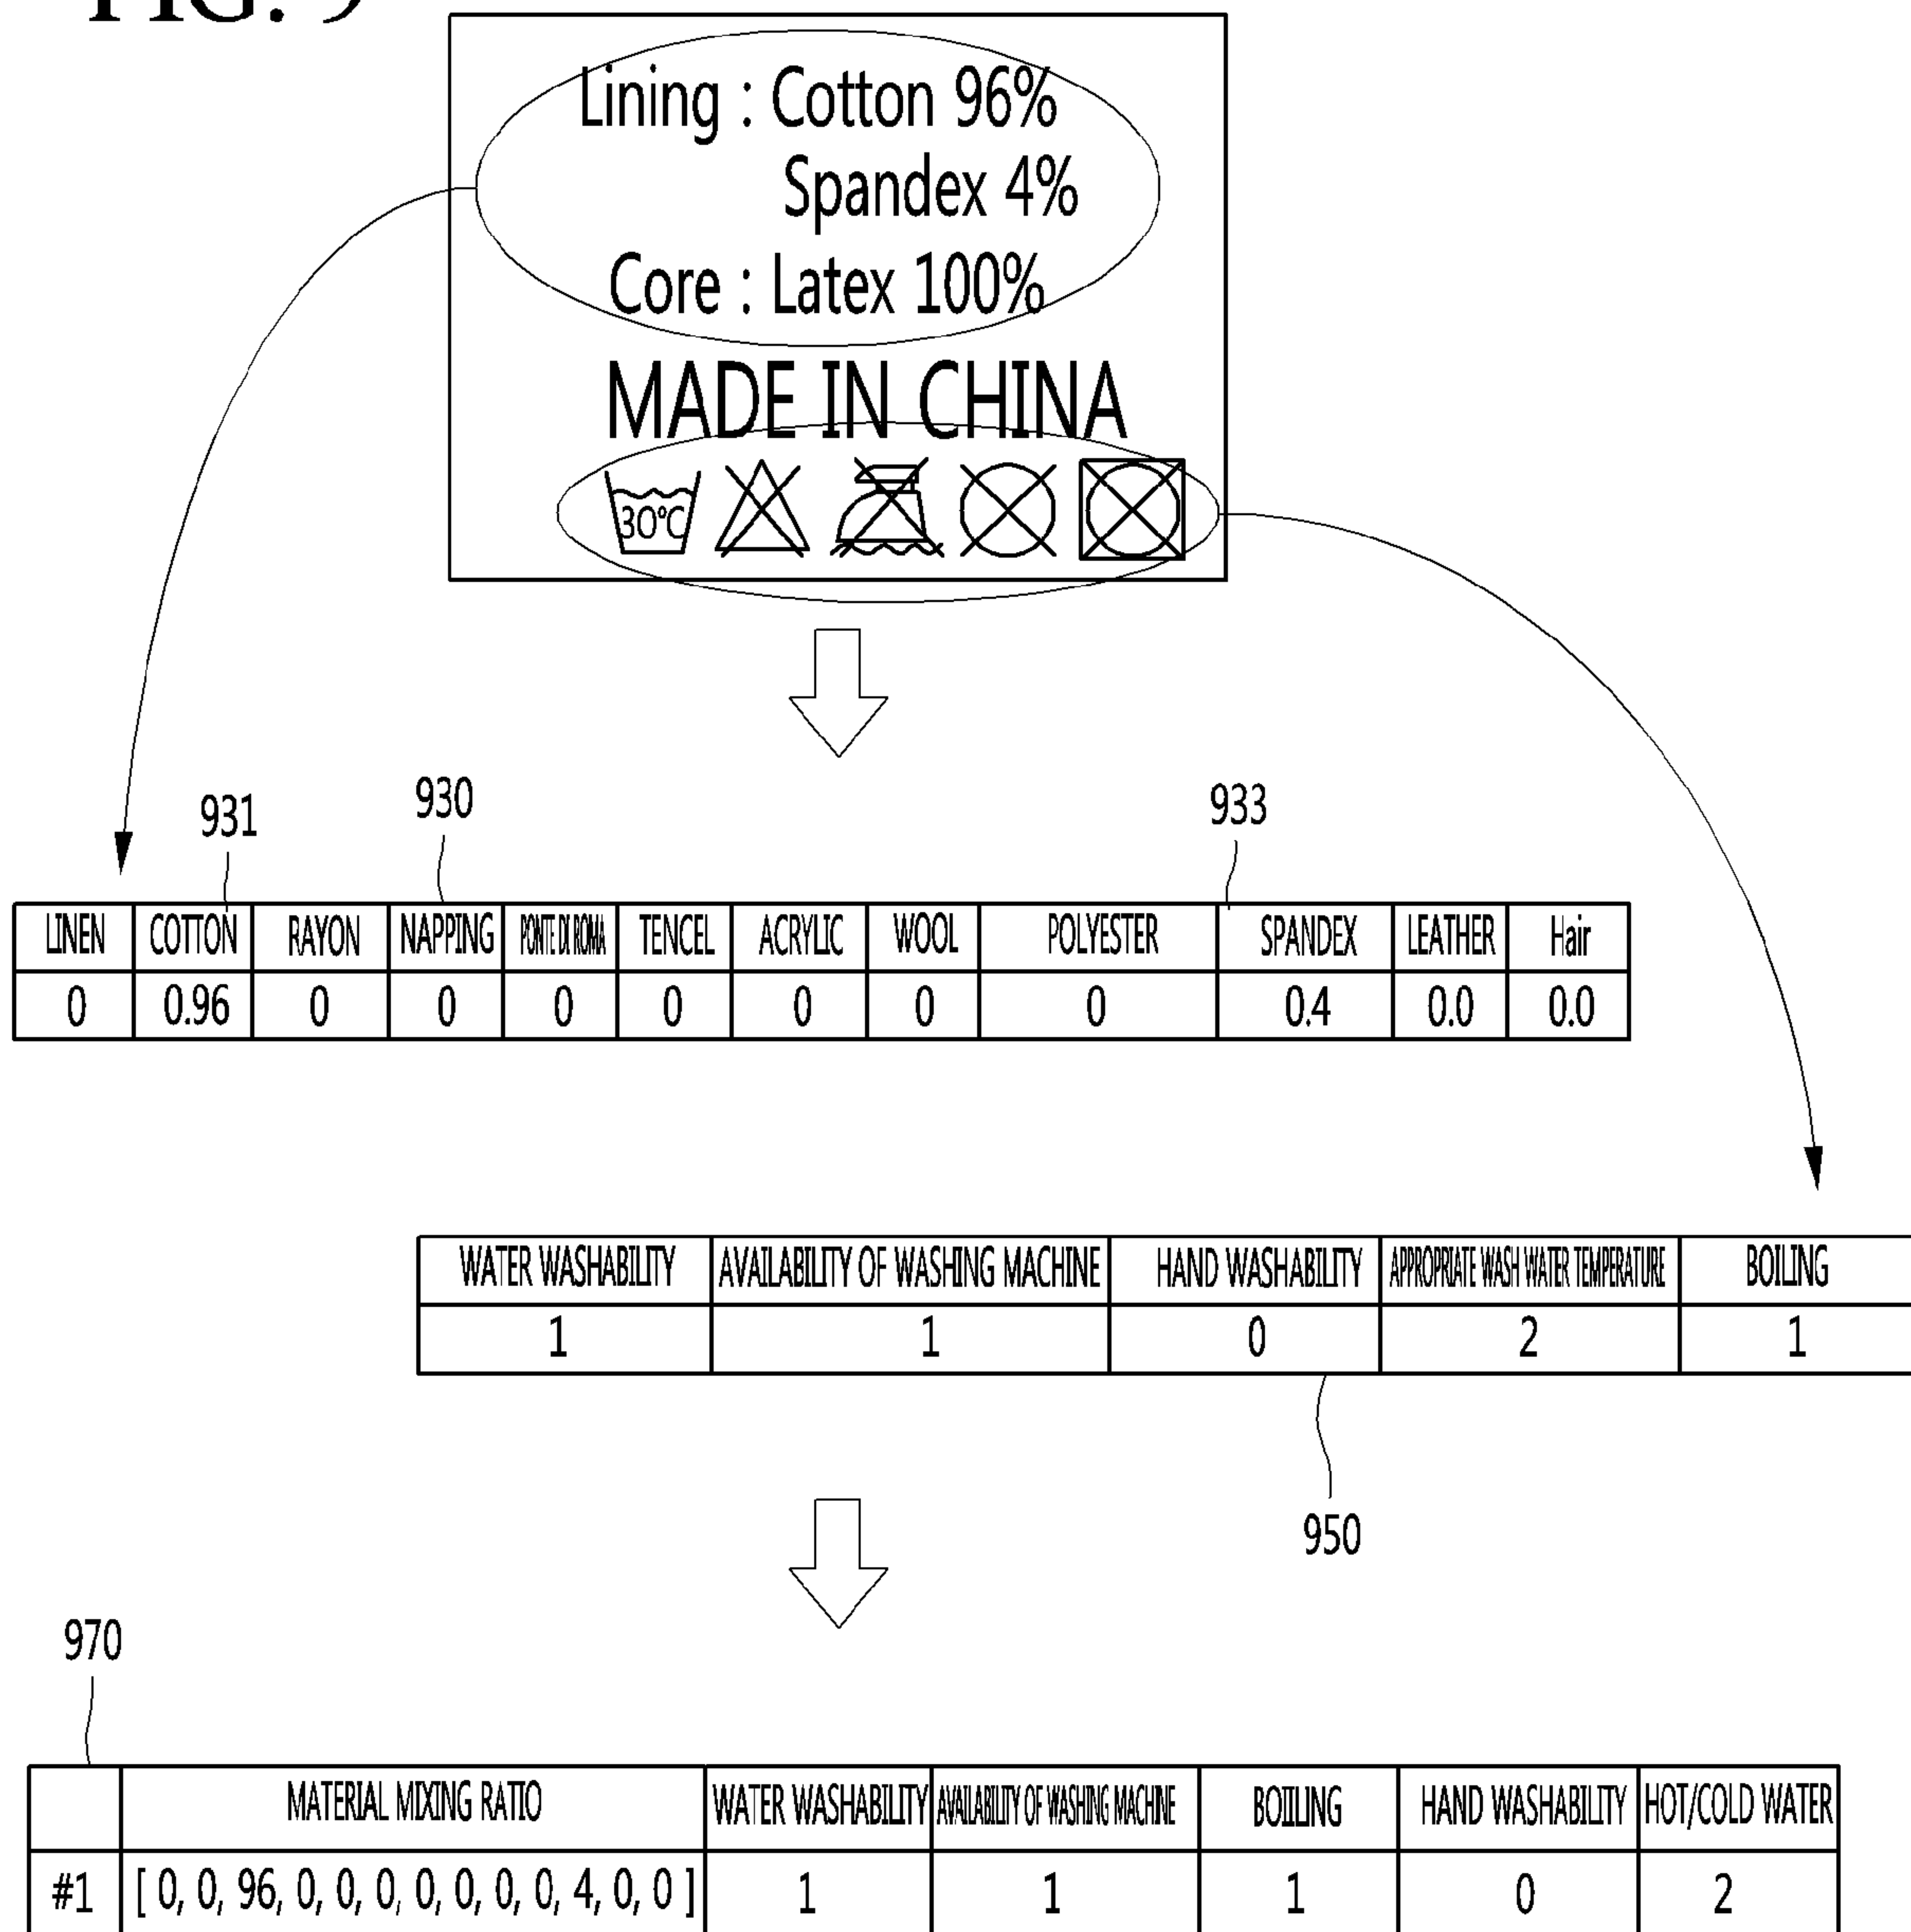 FIG. 9
Lining : Cotton 96%
Spandex 4%
Core : Latex 100%
MADE IN CHINA
30℃
931
930
933
LINEN COTTON RAYON NAPPING PONTE DI ROMA TENCEL ACRYLIC WOOL POLYESTER SPANDEX LEATHER Hair
0 0.96 0 0 0 0 0 0 0 0.4 0.0 0.0
WATER WASHABILITY AVAILABILITY OF WASHING MACHINE HAND WASHABILITY APPROPRIATE WASH WATER TEMPERATURE BOILING
1 1 0 2 1
950
970
MATERIAL MIXING RATIO WATER WASHABILITY AVAILABILITY OF WASHING MACHINE BOIILING HAND WASHABILITY HOT/COLD WATER
#1 [ 0, 0, 96, 0, 0, 0, 0, 0, 0, 0, 4, 0, 0 ] 1 1 1 0 2